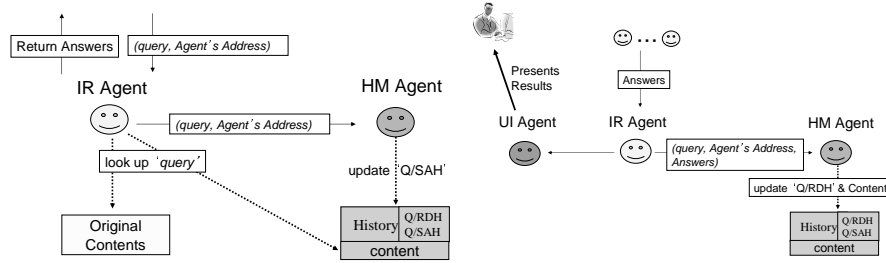 Return Answers
(query, Agent's Address)
IR Agent
HM Agent
(query, Agent's Address)
look up 'query'
update 'Q/SAH'
Original
Contents
History
Q/RDH
Q/SAH
content
Presents
Results
Answers
UI Agent
IR Agent
HM Agent
(query, Agent's Address,
Answers)
update 'Q/RDH' & Content
History
Q/RDH
Q/SAH
content